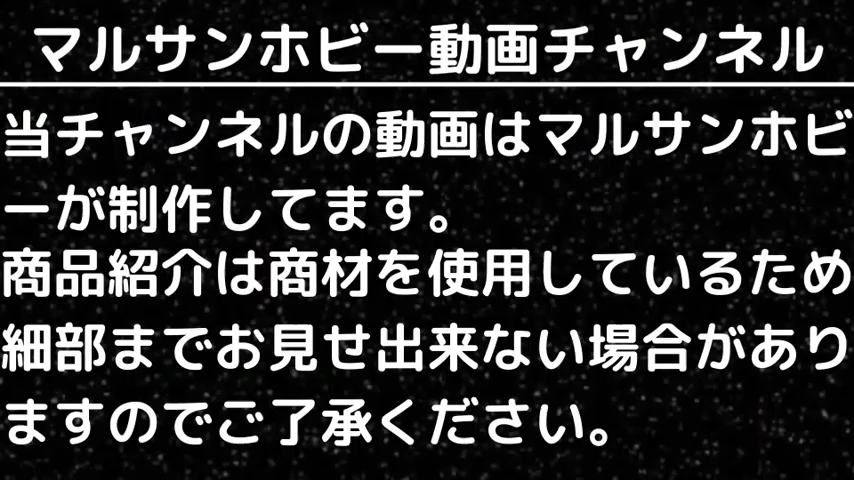 マルサンホビー動画チャンネル
当チャンネルの動画はマルサンホビ
ーが制作してます。
商品紹介は商材を使用しているため
細部までお見せ出来ない場合があり
ますのでご了承ください。